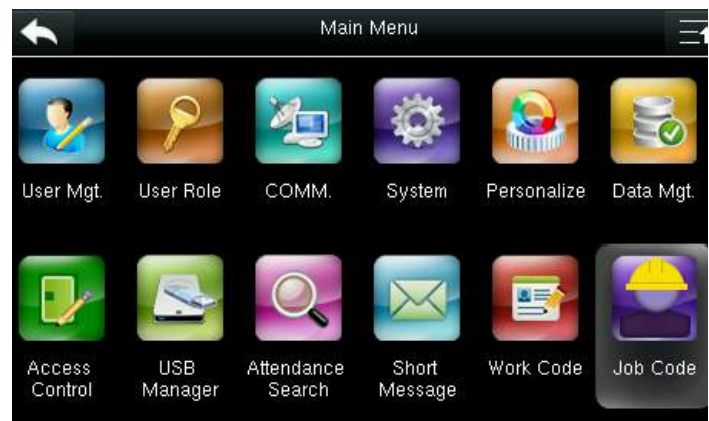 Main Menu
User Mgt.
User Role
COMM.
System
Personalize
Data Mgt.
Access
Control
USB
Manager
Attendance
Search
Short
Message
Work Code
Job Code